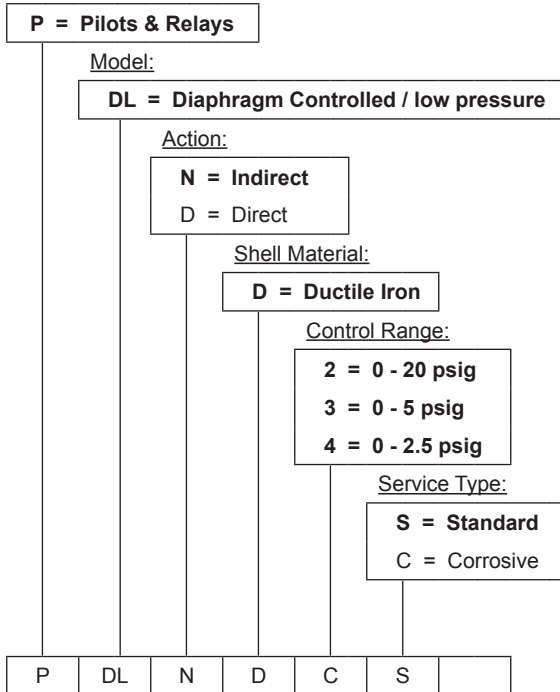 P = Pilots & Relays
Model:
DL = Diaphragm Controlled / low pressure
Action:
N = Indirect
D = Direct
Shell Material:
D = Ductile Iron
Control Range:
2 = 0 - 20 psig
3 = 0 - 5 psig
4 = 0 - 2.5 psig
Service Type:
S = Standard
C = Corrosive
P DL N D C S